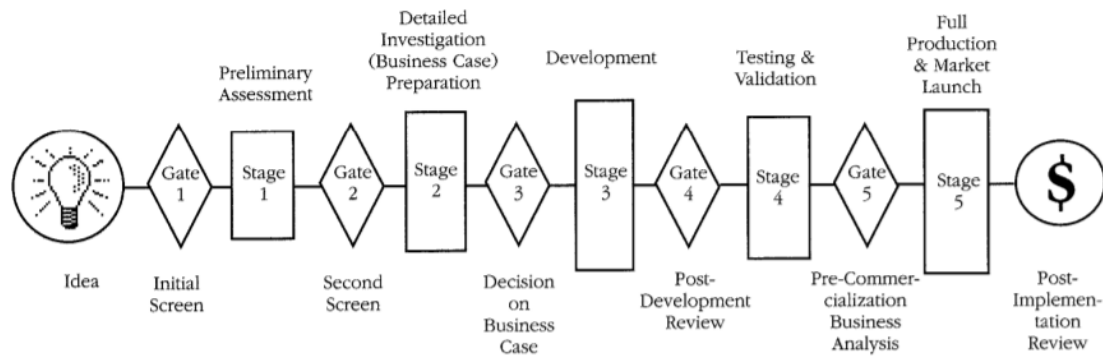 Detailed
Investigation
(Business Case)
Preparation
Full
Production
& Market
Launch
Preliminary
Assessment
Development
Testing &
Validation
Gate
1
Stage
1
Gate
2
Stage
2
Gate
3
Stage
3
Gate
4
Stage
4
Gate
5
Stage
5
$
Idea
Initial
Screen
Second
Screen
Decision
on
Business
Case
Post-
Development
Review
Pre-Commer-
cialization
Business
Analysis
Post-
Implemen-
tation
Review